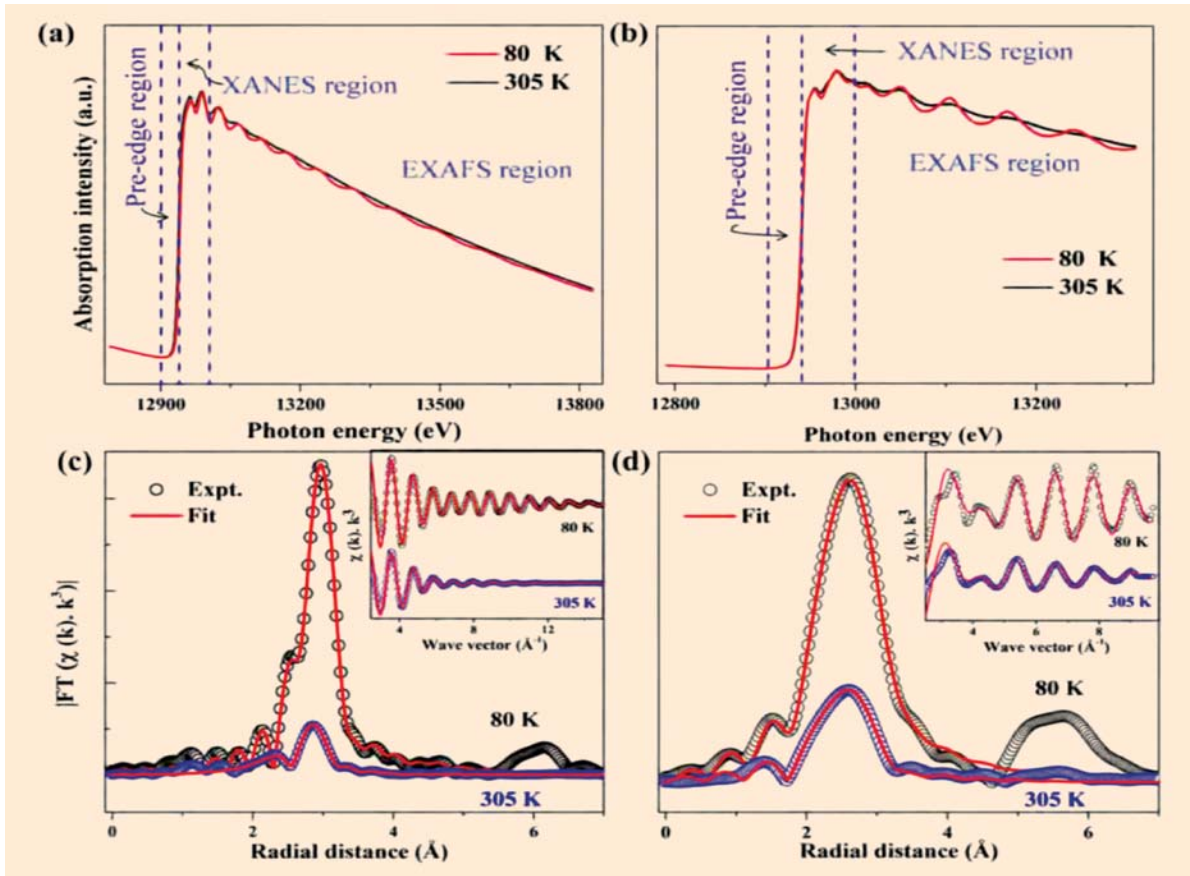 (a)
80 K
305 K
XANES region
Pre-edge region
EXAFS region
Absorption intensity (a.u.)
12900 13200 13500 13800
Photon energy (eV)
(b)
XANES region
Pre-edge region
EXAFS region
80 K
305 K
12800 13000 13200
Photon energy (eV)
(c)
Expt.
Fit
χ (k). k³
80 K
305 K
4 8 12
Wave vector (Å⁻¹)
|FT (χ (k). k³)|
80 K
305 K
0 2 4 6
Radial distance (Å)
(d)
Expt.
Fit
χ (k). k³
80 K
305 K
4 6 8
Wave vector (Å⁻¹)
80 K
305 K
0 2 4 6
Radial distance (Å)